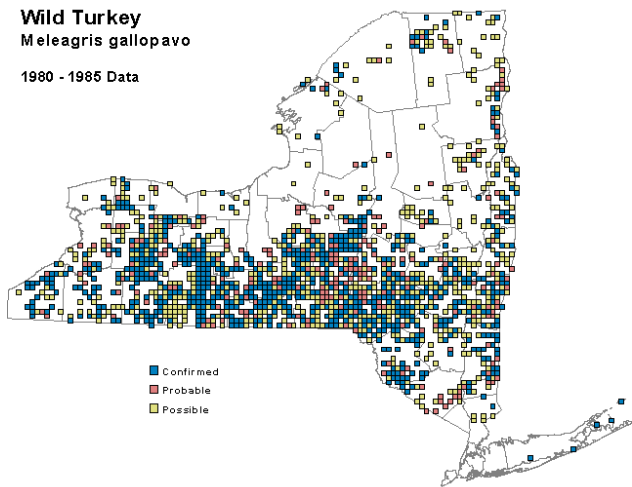 Wild Turkey
Meleagris gallopavo
1980 - 1985 Data
Confirmed
Probable
Possible